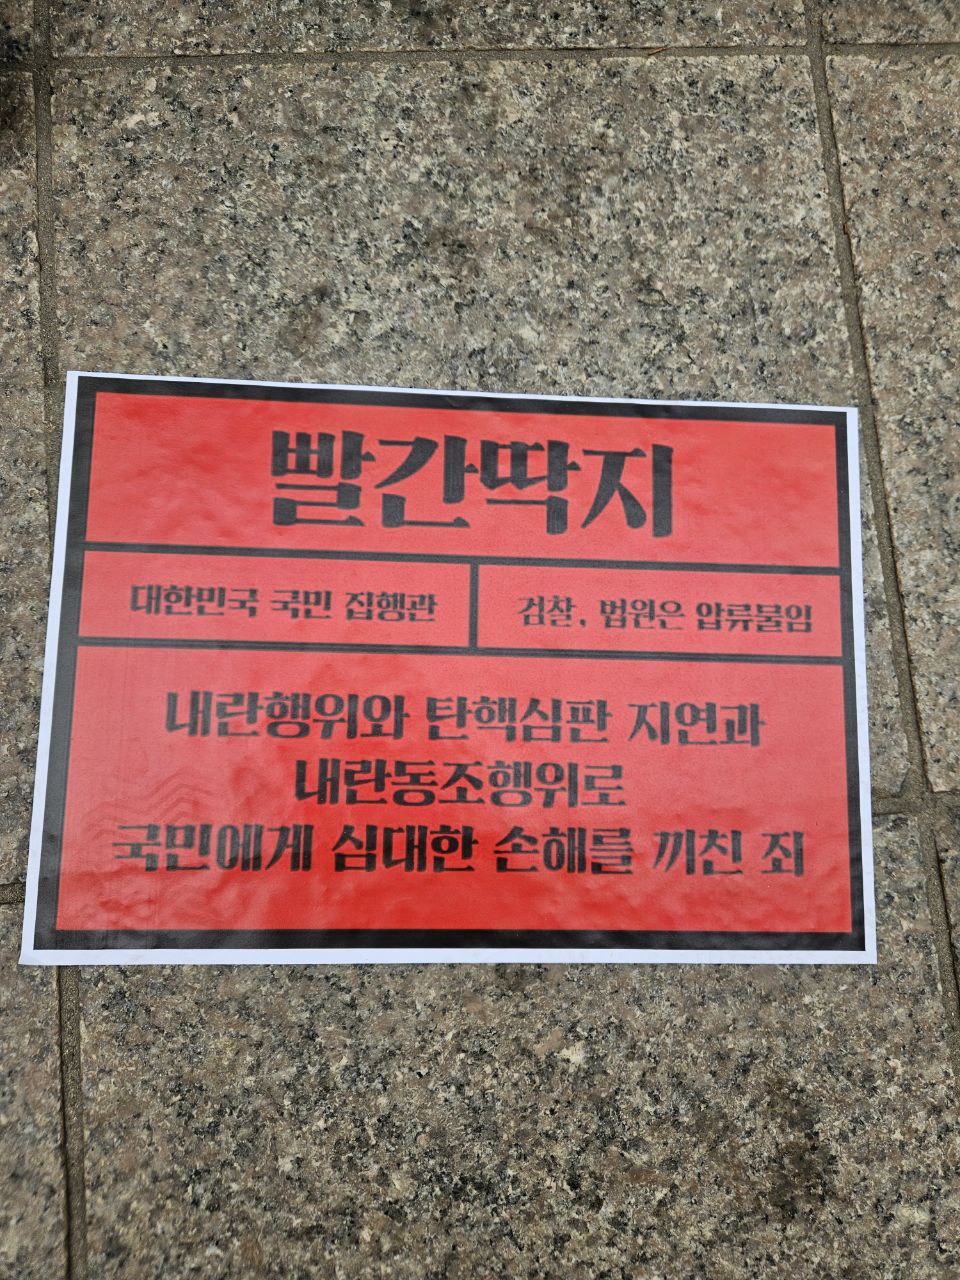 빨간딱지
대한민국 국민 집행관
검찰, 법원은 압류물임
내란행위와 탄핵심판 지연과
내란동조행위로
국민에게 심대한 손해를 끼친 죄